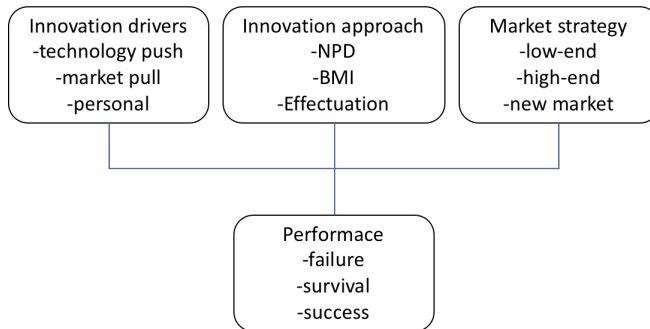 Innovation drivers
-technology push
-market pull
-personal
Innovation approach
-NPD
-BMI
-Effectuation
Market strategy
-low-end
-high-end
-new market
Performace
-failure
-survival
-success